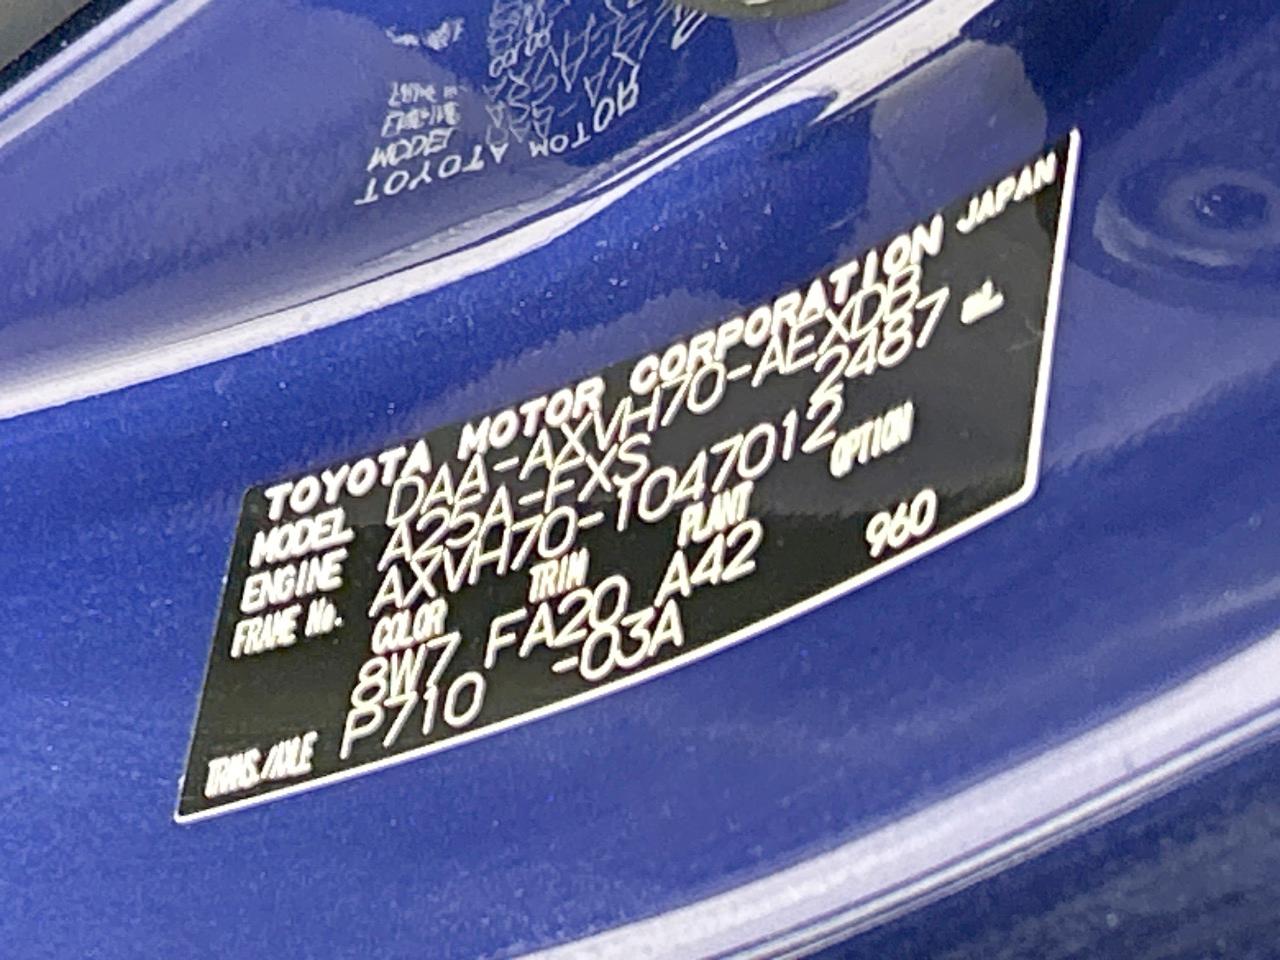 TOYOTA MOTOR CORPORATION JAPAN
MODEL DAA-AXVH70-AEXDB
ENGINE A25A-FXS 2487 mL
FRAME No. AXVH70-1047012
COLOR TRIM PLANT OPTION
8W7 FA20 A42 960
TRANS./AXLE P710 -03A